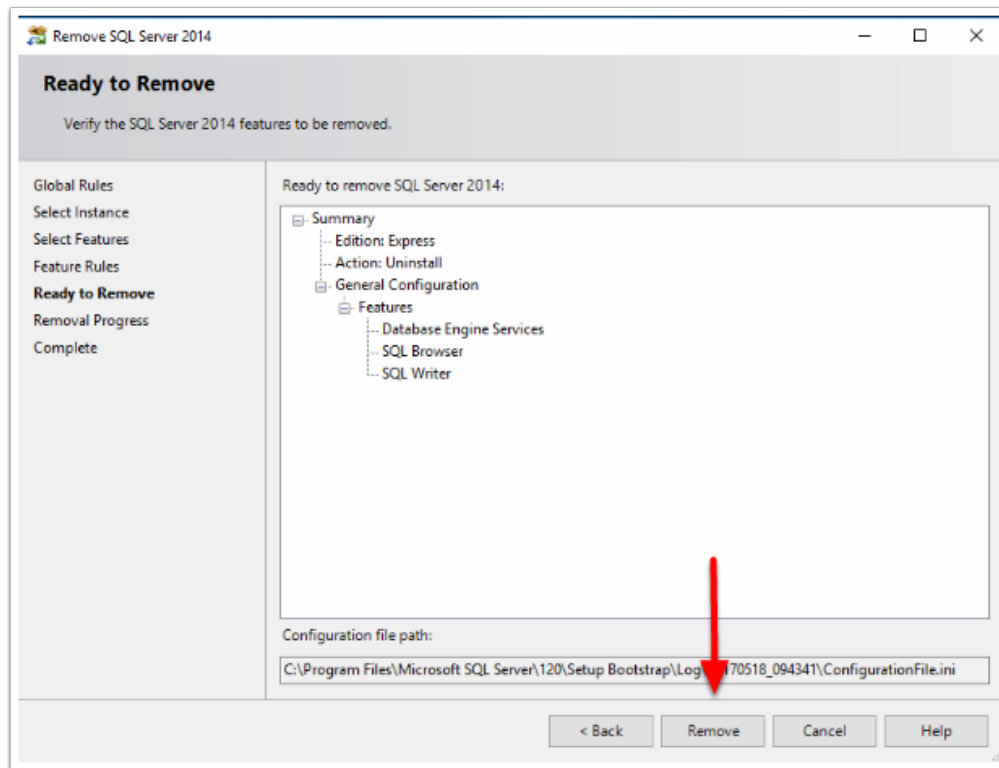 Remove SQL Server 2014
Ready to Remove
Verify the SQL Server 2014 features to be removed.
Global Rules
Select Instance
Select Features
Feature Rules
Ready to Remove
Removal Progress
Complete
Ready to remove SQL Server 2014:
Summary
Edition: Express
Action: Uninstall
General Configuration
Features
Database Engine Services
SQL Browser
SQL Writer
Configuration file path:
C:\Program Files\Microsoft SQL Server\120\Setup Bootstrap\Log 170518_094341\ConfigurationFile.ini
< Back
Remove
Cancel
Help